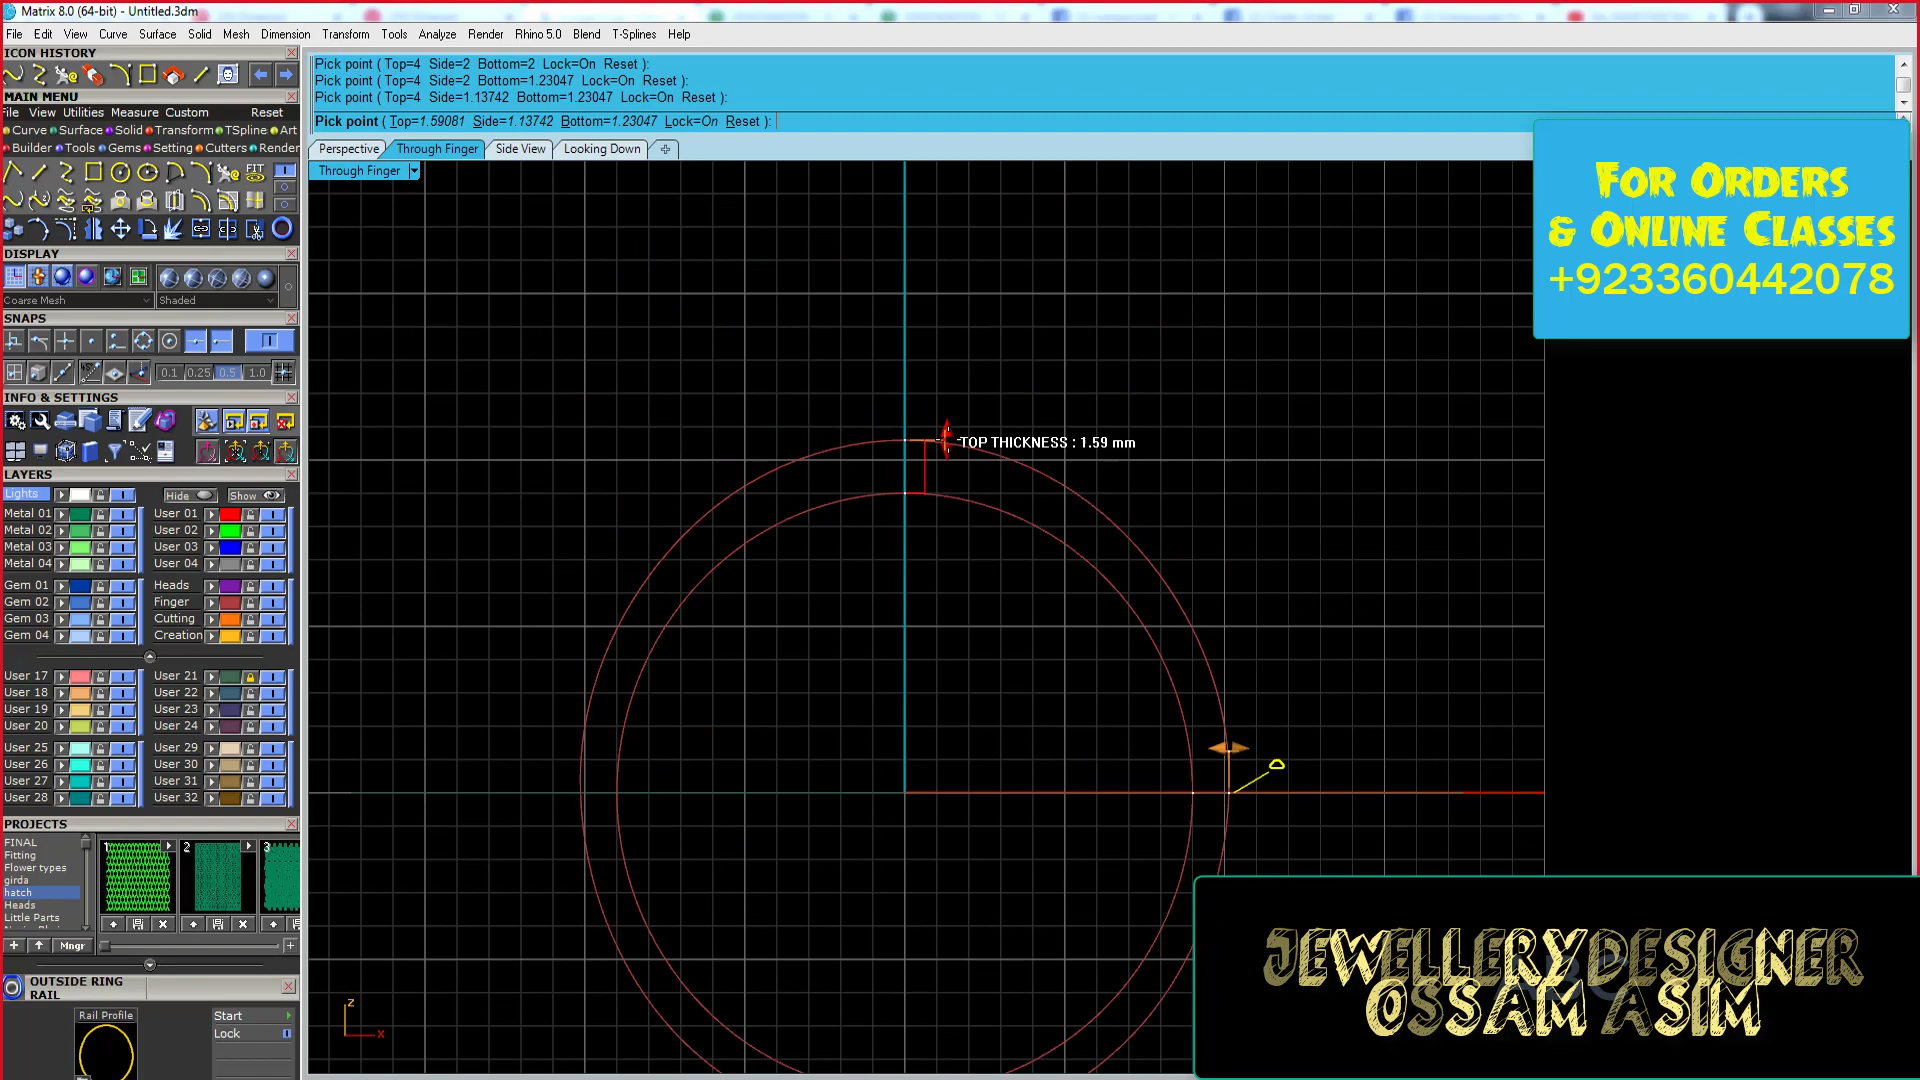 Matrix 8.0 (64-bit) - Untitled.3dm
File Edit View Curve Surface Solid Mesh Dimension Transform Tools Analyze Render Rhino 5.0 Blend T-Splines Help
ICON HISTORY
MAIN MENU
File View Utilities Measure Custom Reset
Curve Surface Solid Transform TSpline Art
Builder Tools Gems Setting Cutters Render
FIT
DISPLAY
Coarse Mesh Shaded
SNAPS
0.1 0.25 0.5 1.0
INFO & SETTINGS
LAYERS
Lights Hide Show
Metal 01 User 01
Metal 02 User 02
Metal 03 User 03
Metal 04 User 04
Gem 01 Heads
Gem 02 Finger
Gem 03 Cutting
Gem 04 Creation
User 17 User 21
User 18 User 22
User 19 User 23
User 20 User 24
User 25 User 29
User 26 User 30
User 27 User 31
User 28 User 32
PROJECTS
FINAL
Fitting
Flower types
girda
hatch
Heads
Little Parts
1 2 3
Mngr
OUTSIDE RING
RAIL
Rail Profile
Start
Lock
Pick point ( Top=4 Side=2 Bottom=2 Lock=On Reset ):
Pick point ( Top=4 Side=2 Bottom=1.23047 Lock=On Reset ):
Pick point ( Top=4 Side=1.13742 Bottom=1.23047 Lock=On Reset ):
Pick point ( Top=1.59081 Side=1.13742 Bottom=1.23047 Lock=On Reset ):
Perspective Through Finger Side View Looking Down
Through Finger
TOP THICKNESS : 1.59 mm
z
x
FOR ORDERS
& ONLINE CLASSES
+923360442078
JEWELLERY DESIGNER
OSSAM ASIM